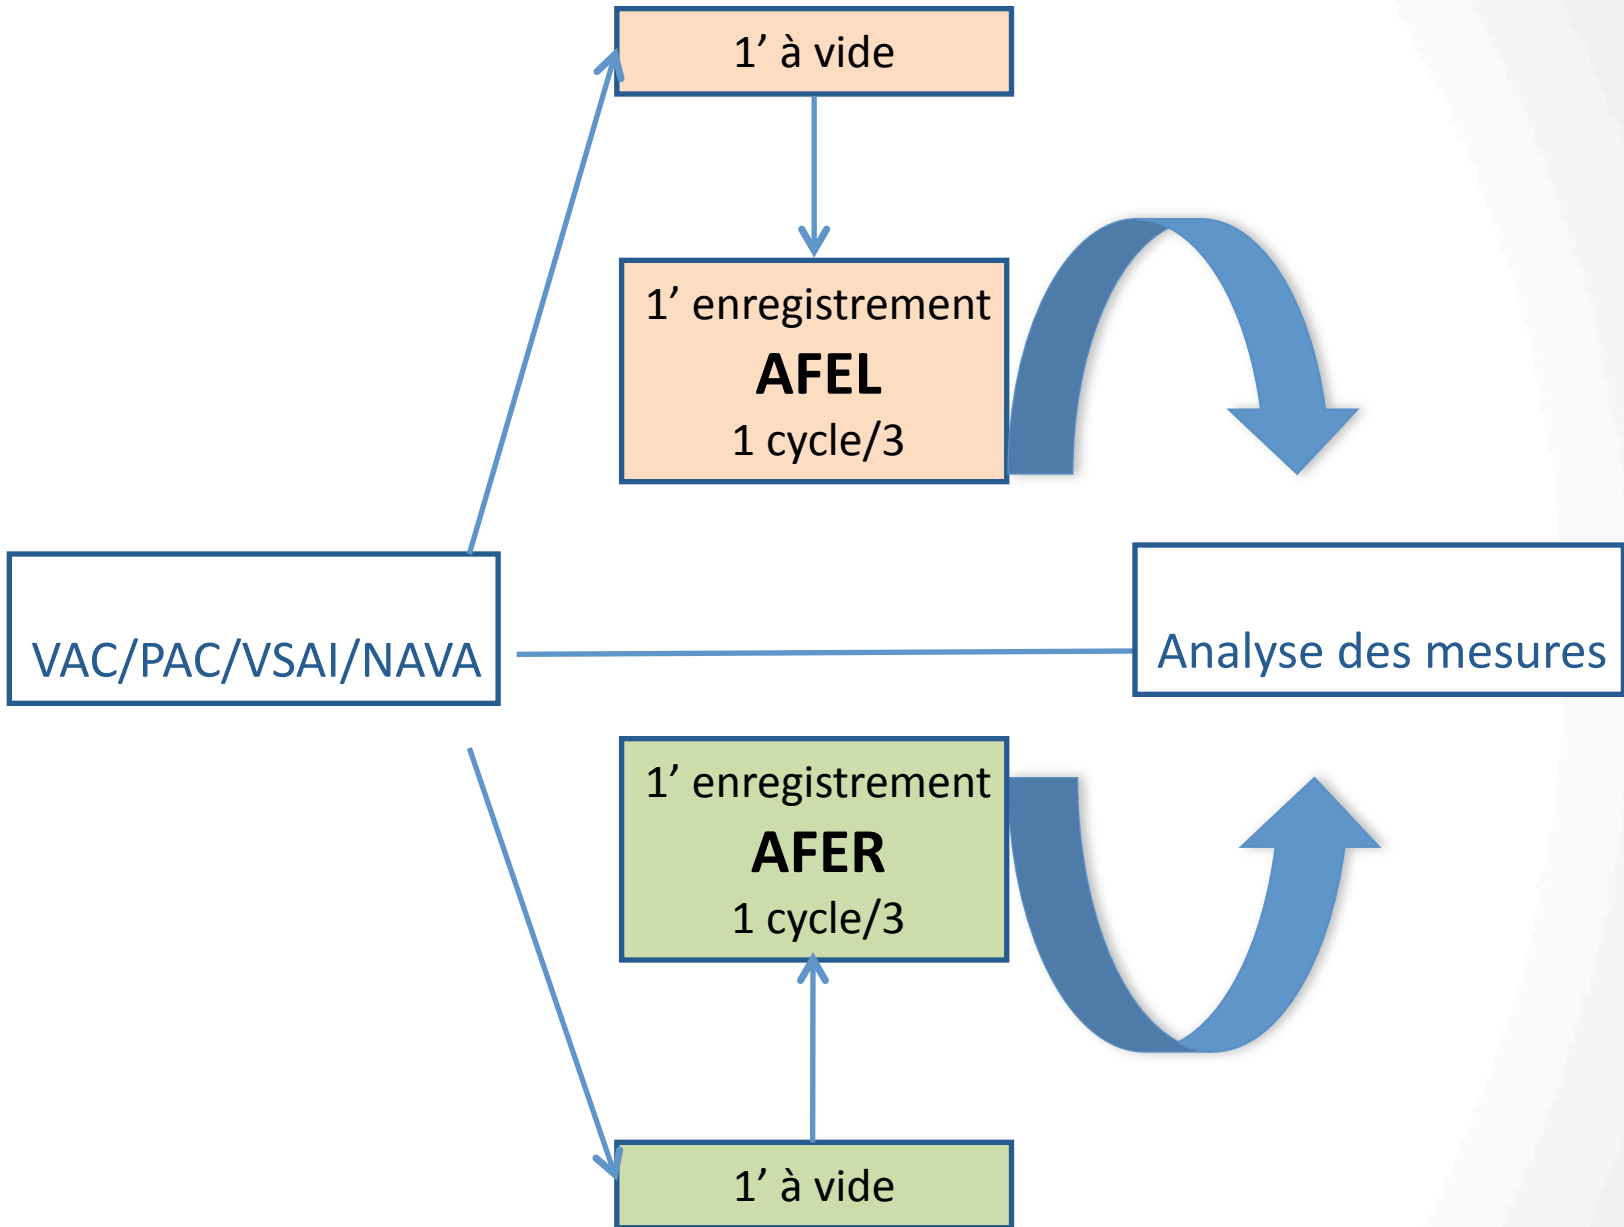 1’ à vide
1’ enregistrement
AFEL
1 cycle/3
VAC/PAC/VSAI/NAVA
Analyse des mesures
1’ enregistrement
AFER
1 cycle/3
1’ à vide